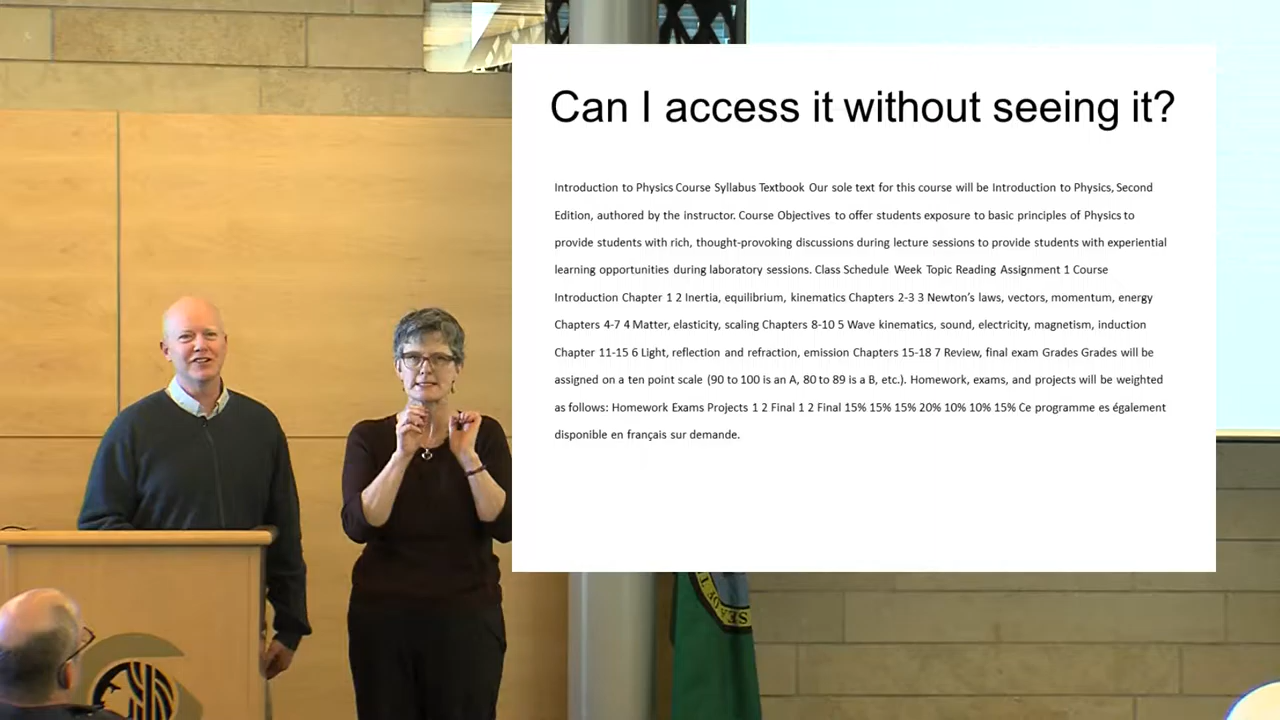 Can I access it without seeing it?
Introduction to Physics Course Syllabus Textbook Our sole text for this course will be Introduction to Physics, Second
Edition, authored by the instructor. Course Objectives to offer students exposure to basic principles of Physics to
provide students with rich, thought-provoking discussions during lecture sessions to provide students with experiential
learning opportunities during laboratory sessions. Class Schedule Week Topic Reading Assignment 1 Course
Introduction Chapter 1 2 Inertia, equilibrium, kinematics Chapters 2-3 3 Newton’s laws, vectors, momentum, energy
Chapters 4-7 4 Matter, elasticity, scaling Chapters 8-10 5 Wave kinematics, sound, electricity, magnetism, induction
Chapter 11-15 6 Light, reflection and refraction, emission Chapters 15-18 7 Review, final exam Grades Grades will be
assigned on a ten point scale (90 to 100 is an A, 80 to 89 is a B, etc.). Homework, exams, and projects will be weighted
as follows: Homework Exams Projects 1 2 Final 1 2 Final 15% 15% 15% 20% 10% 10% 15% Ce programme es également
disponible en français sur demande.
SEA OF T